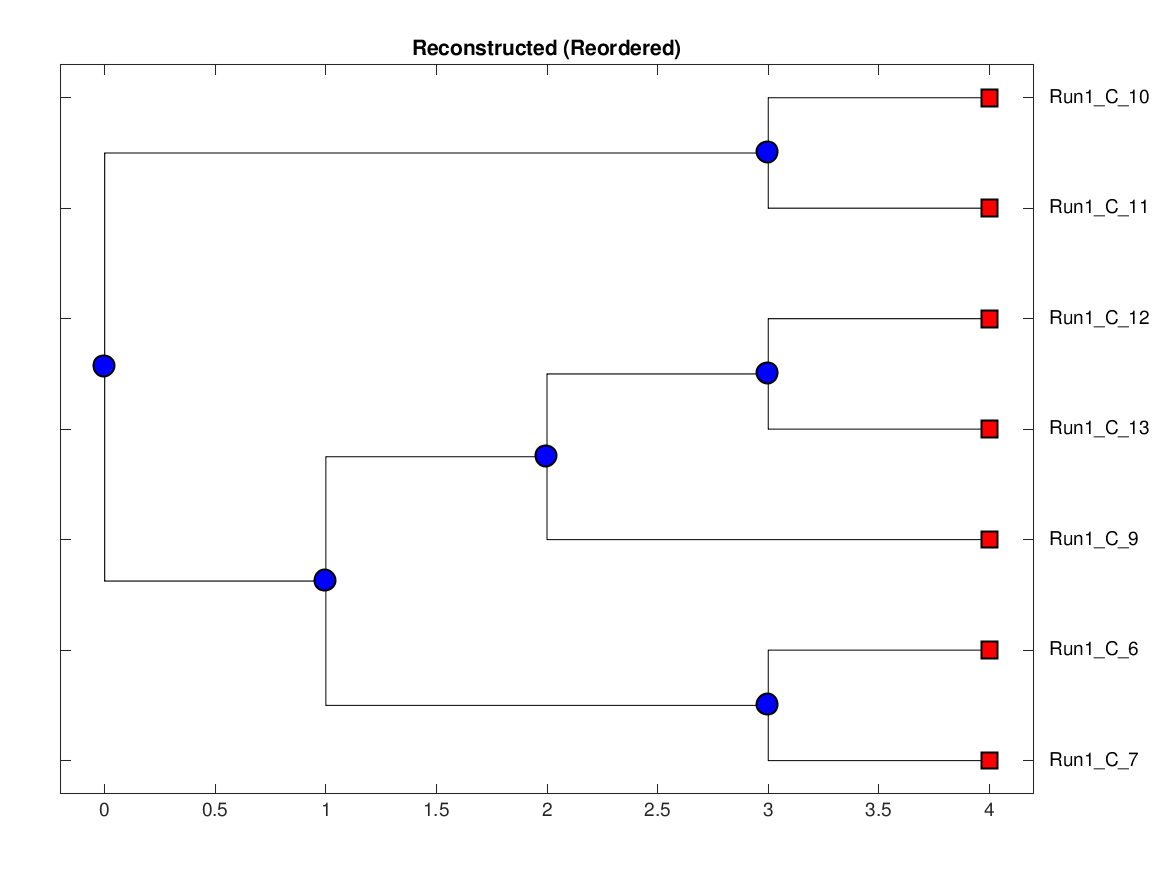 Reconstructed (Reordered)
Run1_C_10
Run1_C_11
Run1_C_12
Run1_C_13
Run1_C_9
Run1_C_6
Run1_C_7
0 0.5 1 1.5 2 2.5 3 3.5 4